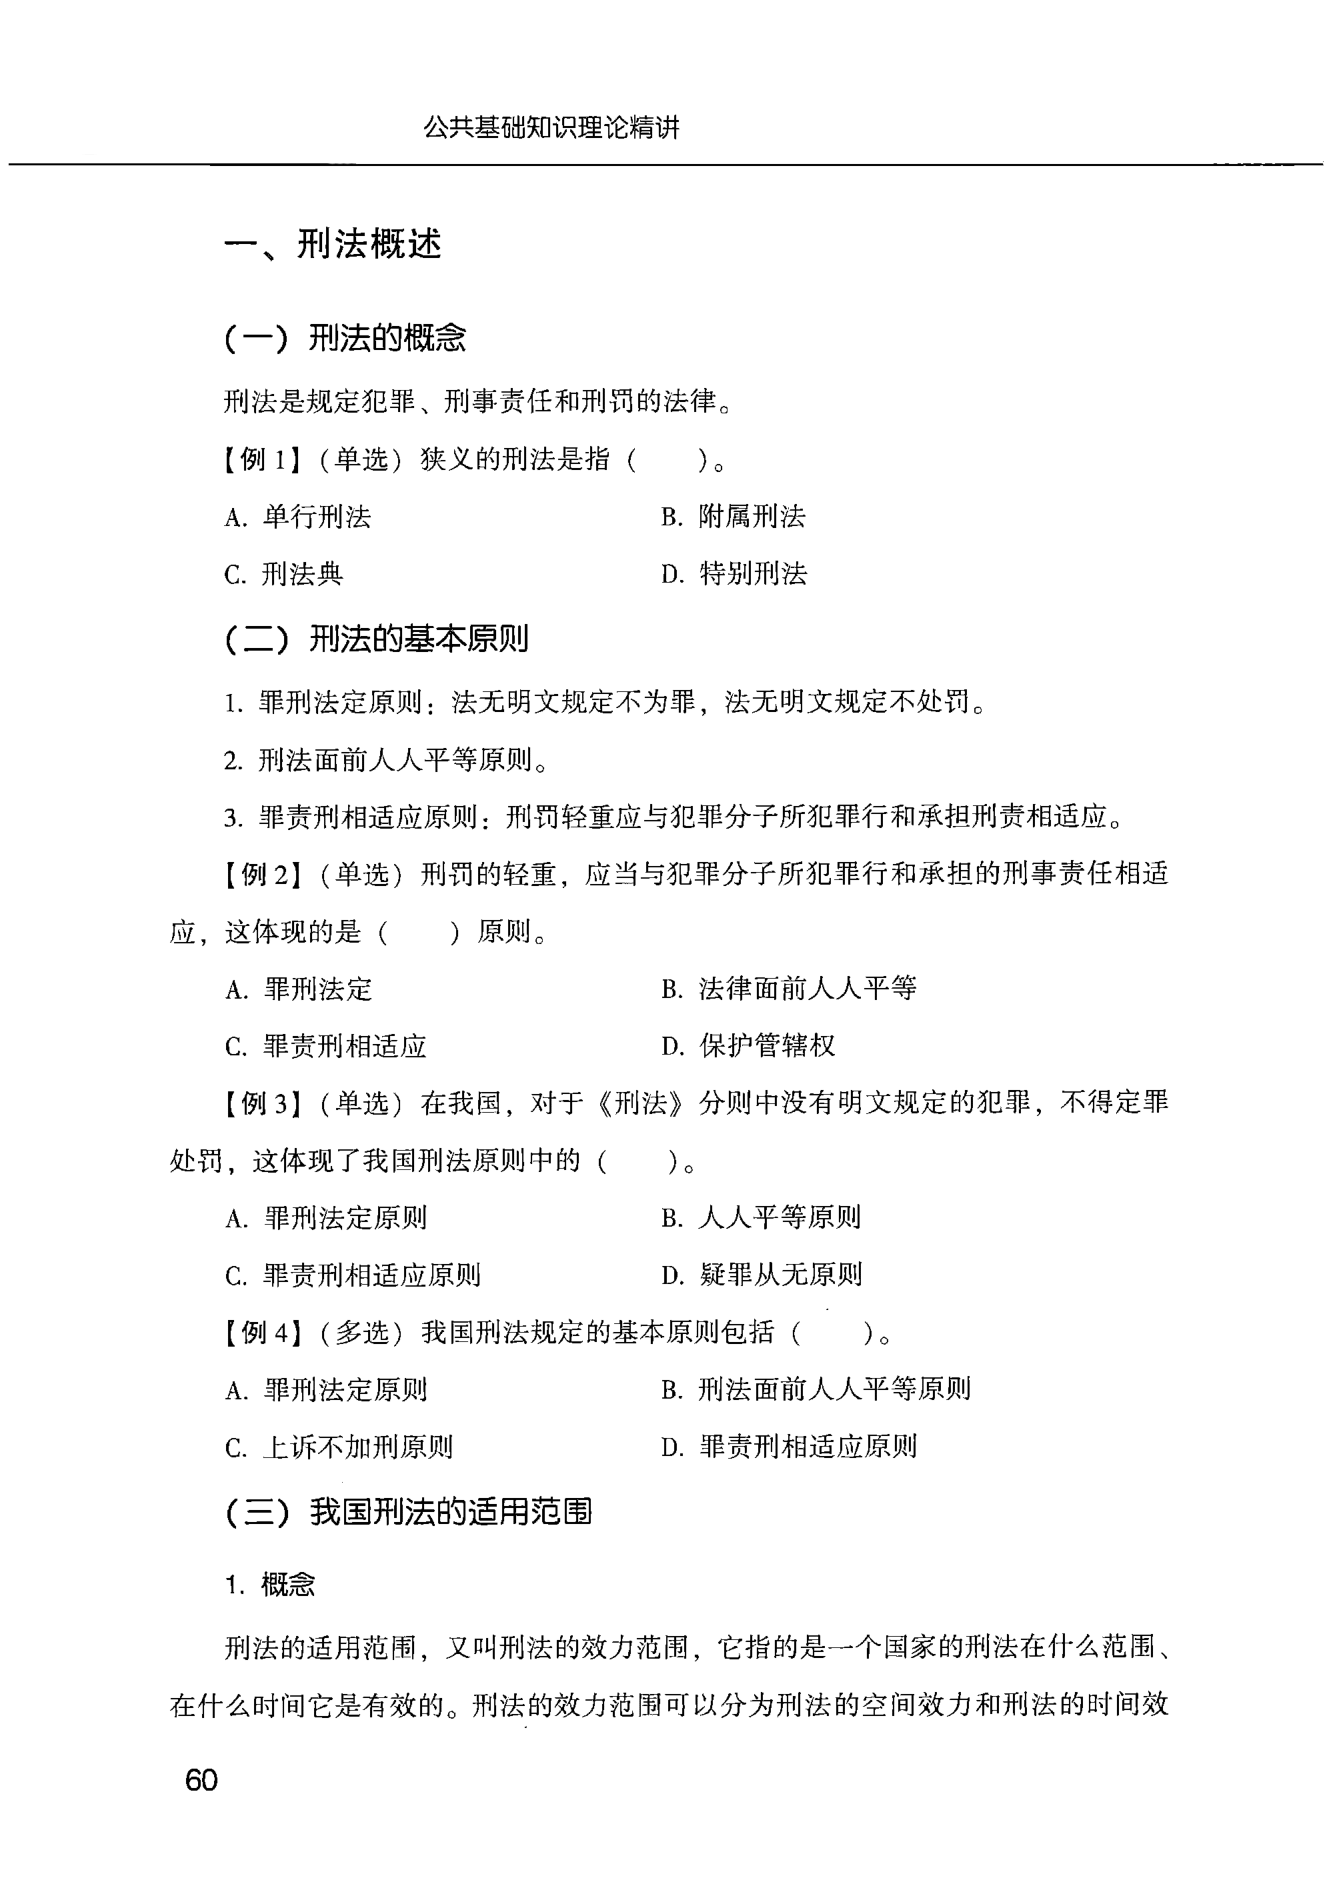 公共基础知识理论精讲
一、刑法概述
（一）刑法的概念
刑法是规定犯罪、刑事责任和刑罚的法律。
【例 1】（单选）狭义的刑法是指（　　）。
A. 单行刑法　　B. 附属刑法
C. 刑法典　　D. 特别刑法
（二）刑法的基本原则
1. 罪刑法定原则：法无明文规定不为罪，法无明文规定不处罚。
2. 刑法面前人人平等原则。
3. 罪责刑相适应原则：刑罚轻重应与犯罪分子所犯罪行和承担刑责相适应。
【例 2】（单选）刑罚的轻重，应当与犯罪分子所犯罪行和承担的刑事责任相适
应，这体现的是（　　）原则。
A. 罪刑法定　　B. 法律面前人人平等
C. 罪责刑相适应　　D. 保护管辖权
【例 3】（单选）在我国，对于《刑法》分则中没有明文规定的犯罪，不得定罪
处罚，这体现了我国刑法原则中的（　　）。
A. 罪刑法定原则　　B. 人人平等原则
C. 罪责刑相适应原则　　D. 疑罪从无原则
【例 4】（多选）我国刑法规定的基本原则包括（　　）。
A. 罪刑法定原则　　B. 刑法面前人人平等原则
C. 上诉不加刑原则　　D. 罪责刑相适应原则
（三）我国刑法的适用范围
1. 概念
刑法的适用范围，又叫刑法的效力范围，它指的是一个国家的刑法在什么范围、
在什么时间它是有效的。刑法的效力范围可以分为刑法的空间效力和刑法的时间效
60